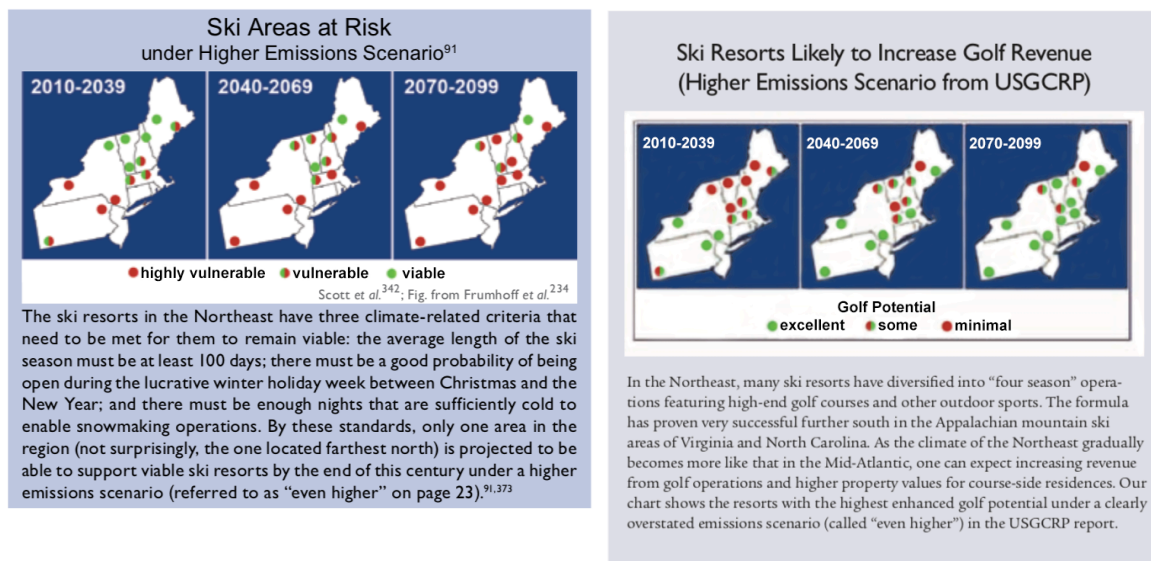 Ski Areas at Risk
under Higher Emissions Scenario91
2010-2039
2040-2069
2070-2099
highly vulnerable
vulnerable
viable
Scott et al.342; Fig. from Frumhoff et al.234
The ski resorts in the Northeast have three climate-related criteria that
need to be met for them to remain viable: the average length of the ski
season must be at least 100 days; there must be a good probability of being
open during the lucrative winter holiday week between Christmas and the
New Year; and there must be enough nights that are sufficiently cold to
enable snowmaking operations. By these standards, only one area in the
region (not surprisingly, the one located farthest north) is projected to be
able to support viable ski resorts by the end of this century under a higher
emissions scenario (referred to as “even higher” on page 23).91,373
Ski Resorts Likely to Increase Golf Revenue
(Higher Emissions Scenario from USGCRP)
2010-2039
2040-2069
2070-2099
Golf Potential
excellent
some
minimal
In the Northeast, many ski resorts have diversified into “four season” opera-
tions featuring high-end golf courses and other outdoor sports. The formula
has proven very successful further south in the Appalachian mountain ski
areas of Virginia and North Carolina. As the climate of the Northeast gradually
becomes more like that in the Mid-Atlantic, one can expect increasing revenue
from golf operations and higher property values for course-side residences. Our
chart shows the resorts with the highest enhanced golf potential under a clearly
overstated emissions scenario (called “even higher”) in the USGCRP report.